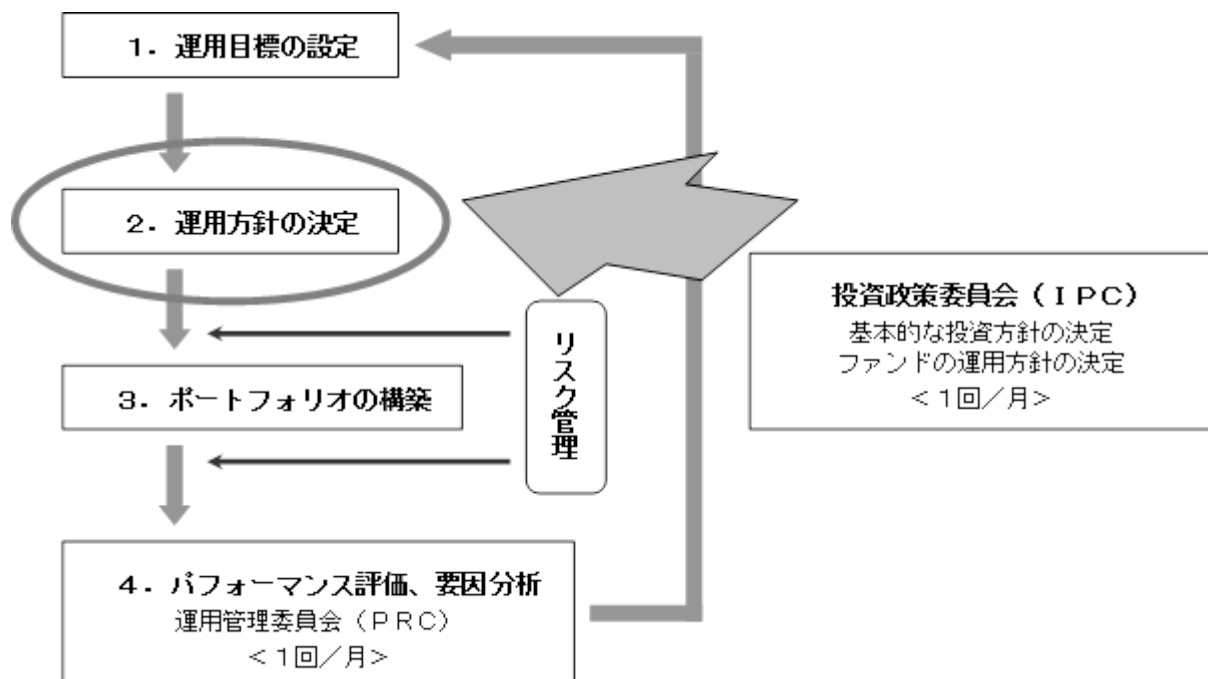 １．運用目標の設定
２．運用方針の決定
投資政策委員会（ＩＰＣ）
基本的な投資方針の決定
ファンドの運用方針の決定
＜１回／月＞
リスク管理
３．ポートフォリオの構築
４．パフォーマンス評価、要因分析
運用管理委員会（ＰＲＣ）
＜１回／月＞